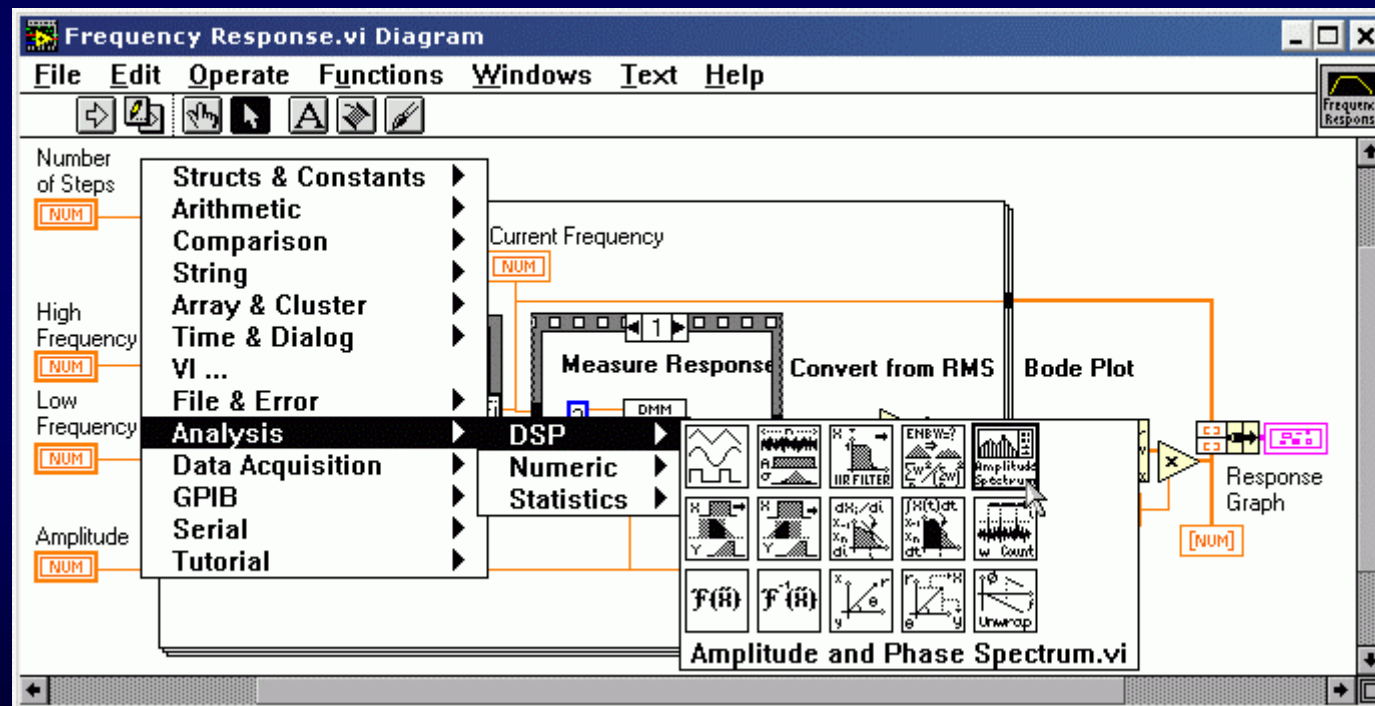 Frequency Response.vi Diagram
File Edit Operate Functions Windows Text Help
A
Number
of Steps
NUM
High
Frequency
NUM
Low
Frequency
NUM
Amplitude
NUM
Structs & Constants
Arithmetic
Comparison
String
Array & Cluster
Time & Dialog
VI ...
File & Error
Analysis
Data Acquisition
GPIB
Serial
Tutorial
DSP
Numeric
Statistics
Current Frequency
NUM
1
Measure Response
DMM
Convert from RMS
Bode Plot
IIR FILTER
ENBW=?
Amplitude
Spectrum
w Count
Unwrap
Amplitude and Phase Spectrum.vi
x
Response
Graph
[NUM]